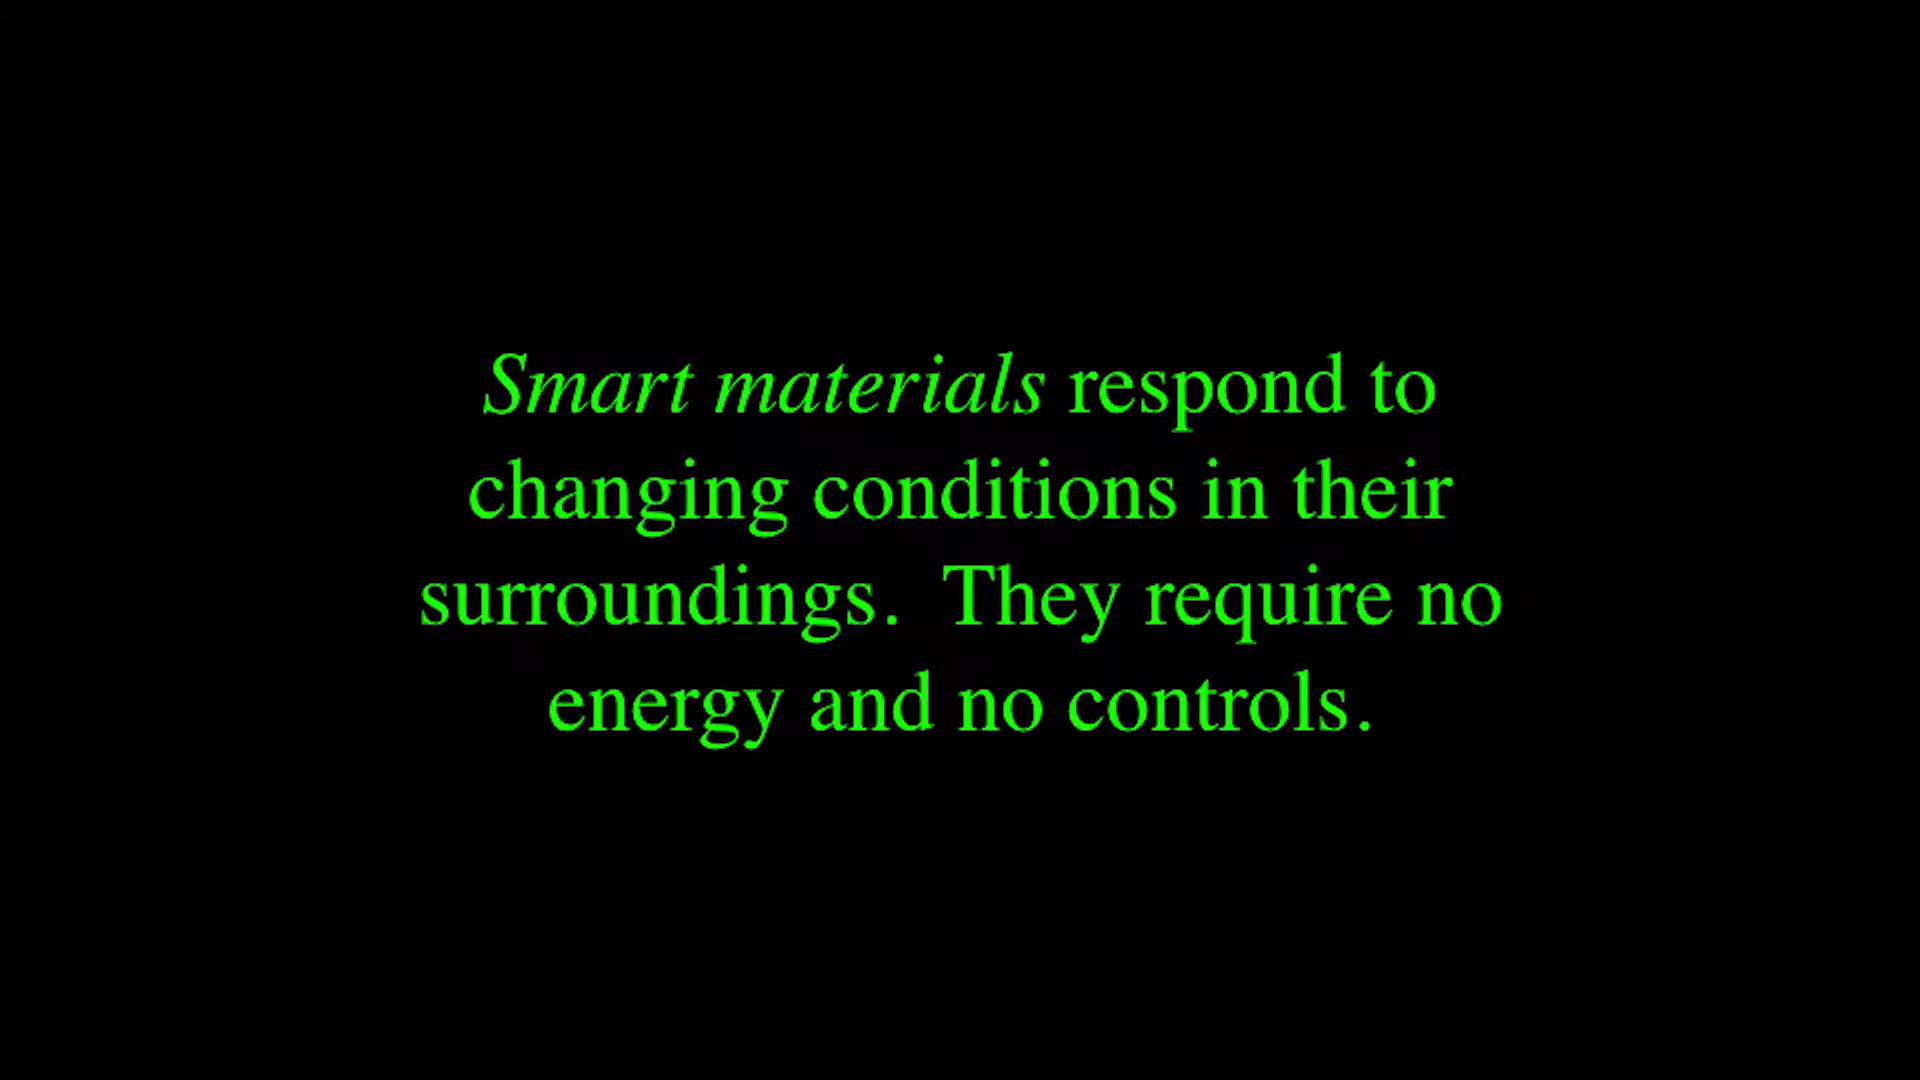 Smart materials respond to
changing conditions in their
surroundings.  They require no
energy and no controls.